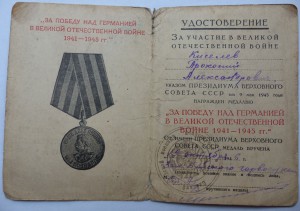 „ЗА ПОБЕДУ НАД ГЕРМАНИЕЙ
В ВЕЛИКОЙ ОТЕЧЕСТВЕННОЙ ВОЙНЕ
1941–1945 гг."
УДОСТОВЕРЕНИЕ
ЗА УЧАСТИЕ В ВЕЛИКОЙ
ОТЕЧЕСТВЕННОЙ ВОЙНЕ
Киселев
Прокопий
Александрович
УКАЗОМ ПРЕЗИДИУМА ВЕРХОВНОГО
СОВЕТА СССР от 9 мая 1945 года
НАГРАЖДЕН МЕДАЛЬЮ
„ЗА ПОБЕДУ НАД ГЕРМАНИЕЙ
В ВЕЛИКОЙ ОТЕЧЕСТВЕННОЙ
ВОЙНЕ 1941–1945 гг."
ПРЕЗИДИУМА ВЕРХОВНОГО
СОВЕТА СССР МЕДАЛЬ ВРУЧЕНА